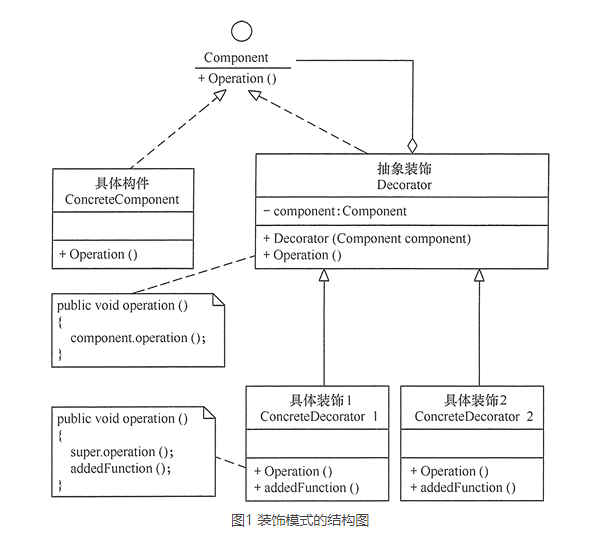 Component
+ Operation ()
具体构件
ConcreteComponent
+ Operation ()
抽象装饰
Decorator
- component:Component
+ Decorator (Component component)
+ Operation ()
public void operation ()
{
component.operation ();
}
具体装饰1
ConcreteDecorator 1
+ Operation ()
+ addedFunction ()
具体装饰2
ConcreteDecorator 2
+ Operation ()
+ addedFunction ()
public void operation ()
{
super.operation ();
addedFunction ();
}
图1 装饰模式的结构图